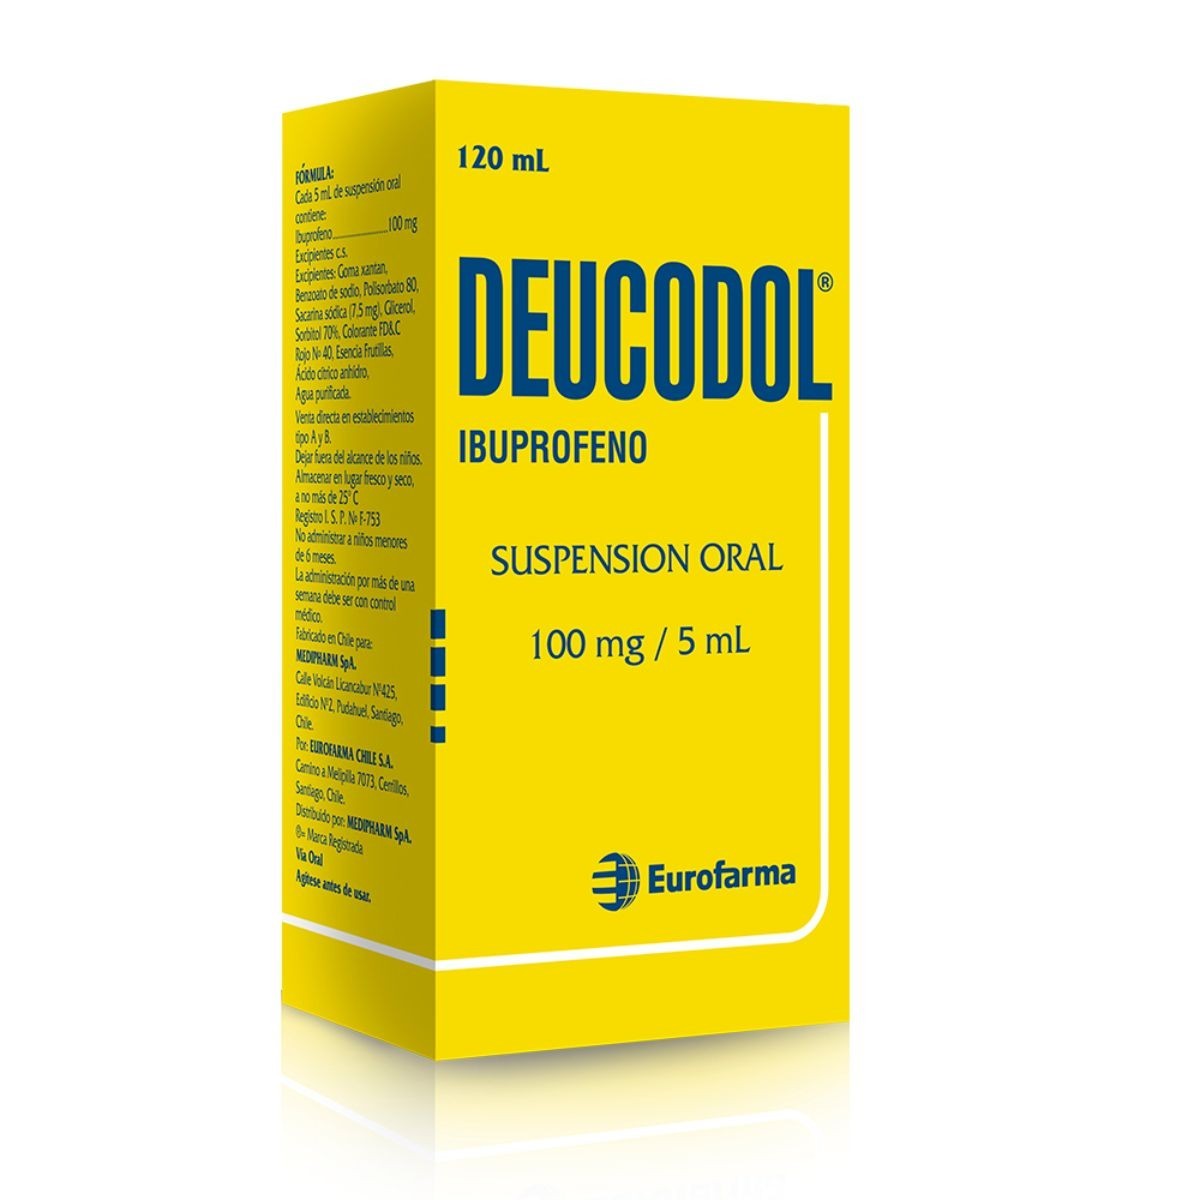 FÓRMULA:
Cada 5 mL de suspensión oral
contiene:
Ibuprofeno....................100 mg
Excipientes c.s.
Excipientes: Goma xantan,
Benzoato de sodio, Polisorbato 80,
Sacarina sódica (7.5 mg), Glicerol,
Sorbitol 70%, Colorante FD&C
Rojo Nº 40, Esencia Frutillas,
Ácido cítrico anhidro,
Agua purificada.
Venta directa en establecimientos
tipo A y B.
Dejar fuera del alcance de los niños.
Almacenar en lugar fresco y seco,
a no más de 25° C
Registro I. S. P. Nº F-753
No administrar a niños menores
de 6 meses.
La administración por más de una
semana debe ser con control
médico.
Fabricado en Chile para:
MEDIPHARM SpA.
Calle Volcán Licancabur Nº425,
Edificio Nº2, Pudahuel, Santiago,
Chile.
Por: EUROFARMA CHILE S.A.
Camino a Melipilla 7073, Cerrillos,
Santiago, Chile.
Distribuido por: MEDIPHARM SpA.
®= Marca Registrada
Vía Oral
Agítese antes de usar.
120 mL
DEUCODOL®
IBUPROFENO
SUSPENSION ORAL
100 mg / 5 mL
Eurofarma